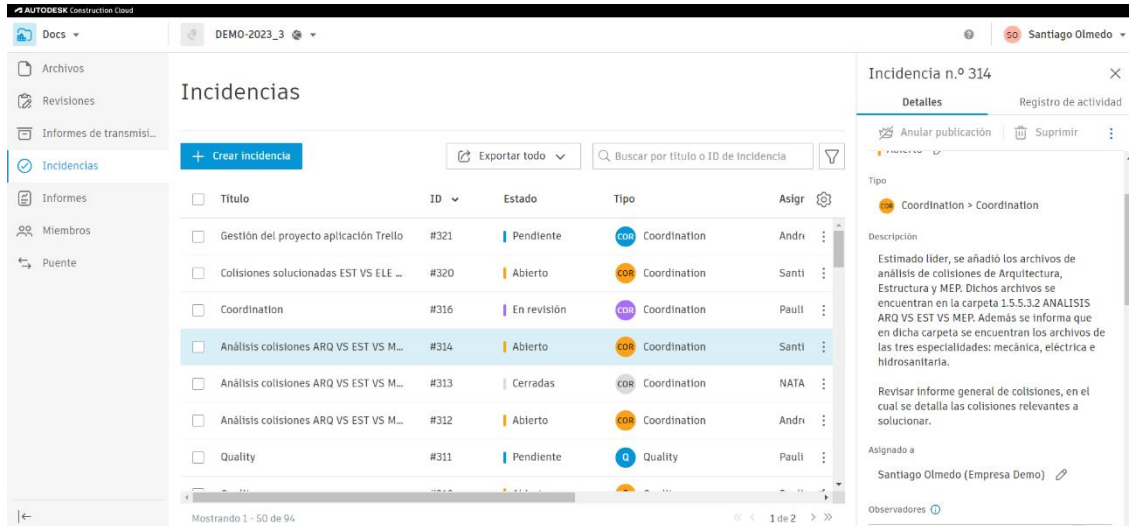 AUTODESK Construction Cloud
Docs
DEMO-2023_3
SO Santiago Olmedo
Archivos
Revisiones
Informes de transmisi...
Incidencias
Informes
Miembros
Puente
Incidencias
+ Crear incidencia
Exportar todo
Buscar por título o ID de incidencia
Título ID Estado Tipo Asigr
Gestión del proyecto aplicación Trello #321 Pendiente COR Coordination Andre
Colisiones solucionadas EST VS ELE ... #320 Abierto COR Coordination Santi
Coordination #316 En revisión COR Coordination Pauli
Análisis colisiones ARQ VS EST VS M... #314 Abierto COR Coordination Santi
Análisis colisiones ARQ VS EST VS M... #313 Cerradas COR Coordination NATA
Análisis colisiones ARQ VS EST VS M... #312 Abierto COR Coordination Andre
Quality #311 Pendiente Q Quality Pauli
Mostrando 1 - 50 de 94
1 de 2
Incidencia n.º 314
Detalles Registro de actividad
Anular publicación Suprimir
Tipo
COR Coordination > Coordination
Descripción
Estimado líder, se añadió los archivos de
análisis de colisiones de Arquitectura,
Estructura y MEP. Dichos archivos se
encuentran en la carpeta 1.5.5.3.2 ANALISIS
ARQ VS EST VS MEP. Además se informa que
en dicha carpeta se encuentran los archivos de
las tres especialidades: mecánica, eléctrica e
hidrosanitaria.
Revisar informe general de colisiones, en el
cual se detalla las colisiones relevantes a
solucionar.
Asignado a
Santiago Olmedo (Empresa Demo)
Observadores